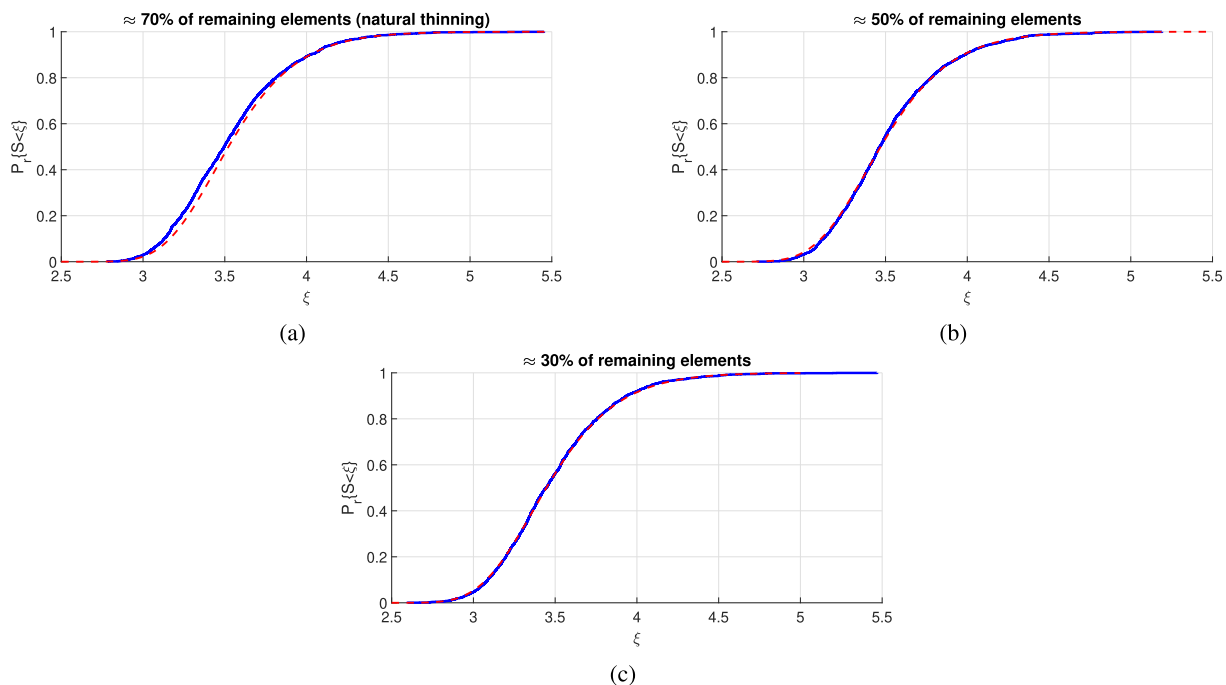 ≈ 70% of remaining elements (natural thinning)
1
0.8
0.6
0.4
0.2
0
P_r{S<ξ}
2.5 3 3.5 4 4.5 5 5.5
ξ
(a)
≈ 50% of remaining elements
1
0.8
0.6
0.4
0.2
0
P_r{S<ξ}
2.5 3 3.5 4 4.5 5 5.5
ξ
(b)
≈ 30% of remaining elements
1
0.8
0.6
0.4
0.2
0
P_r{S<ξ}
2.5 3 3.5 4 4.5 5 5.5
ξ
(c)